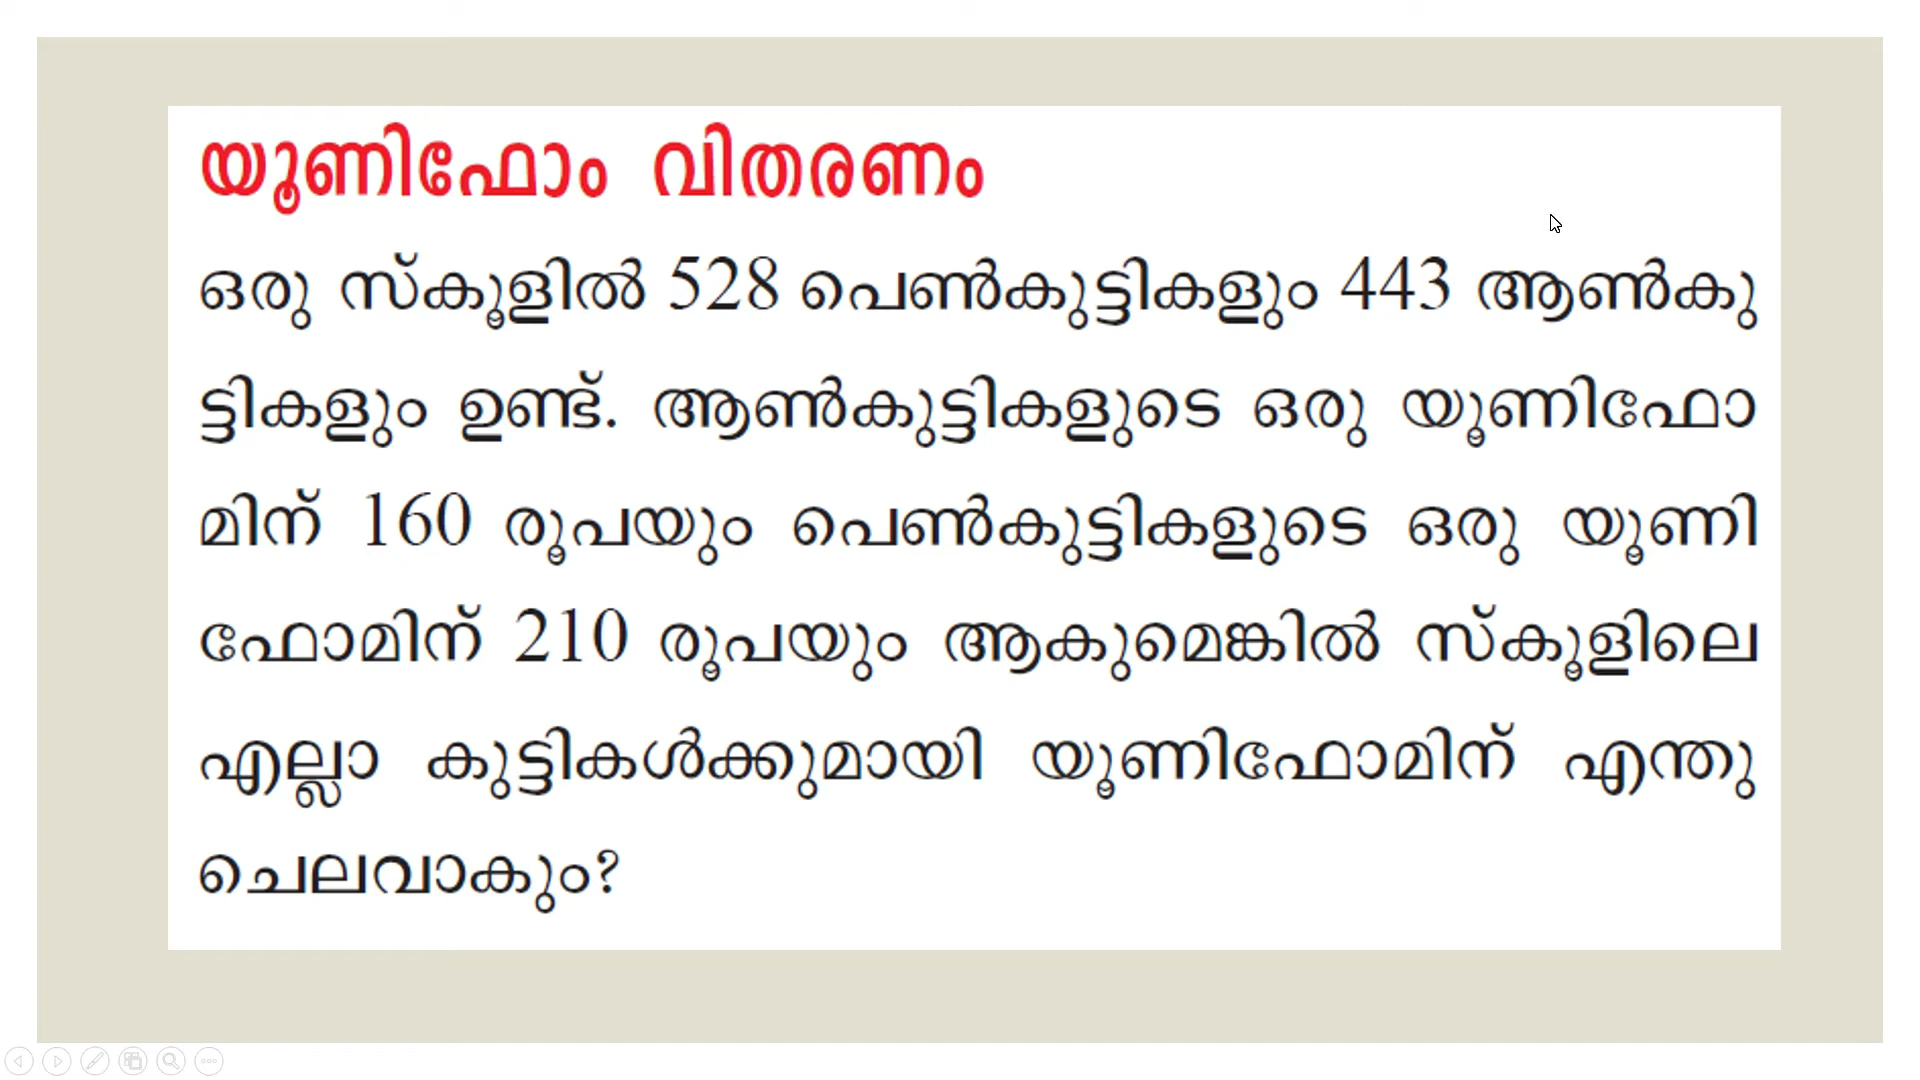 യൂണിഫോം വിതരണം
ഒരു സ്കൂളിൽ 528 പെൺകുട്ടികളും 443 ആൺകു
ട്ടികളും ഉണ്ട്. ആൺകുട്ടികളുടെ ഒരു യൂണിഫോ
മിന് 160 രൂപയും പെൺകുട്ടികളുടെ ഒരു യൂണി
ഫോമിന് 210 രൂപയും ആകുമെങ്കിൽ സ്കൂളിലെ
എല്ലാ കുട്ടികൾക്കുമായി യൂണിഫോമിന് എന്തു
ചെലവാകും?